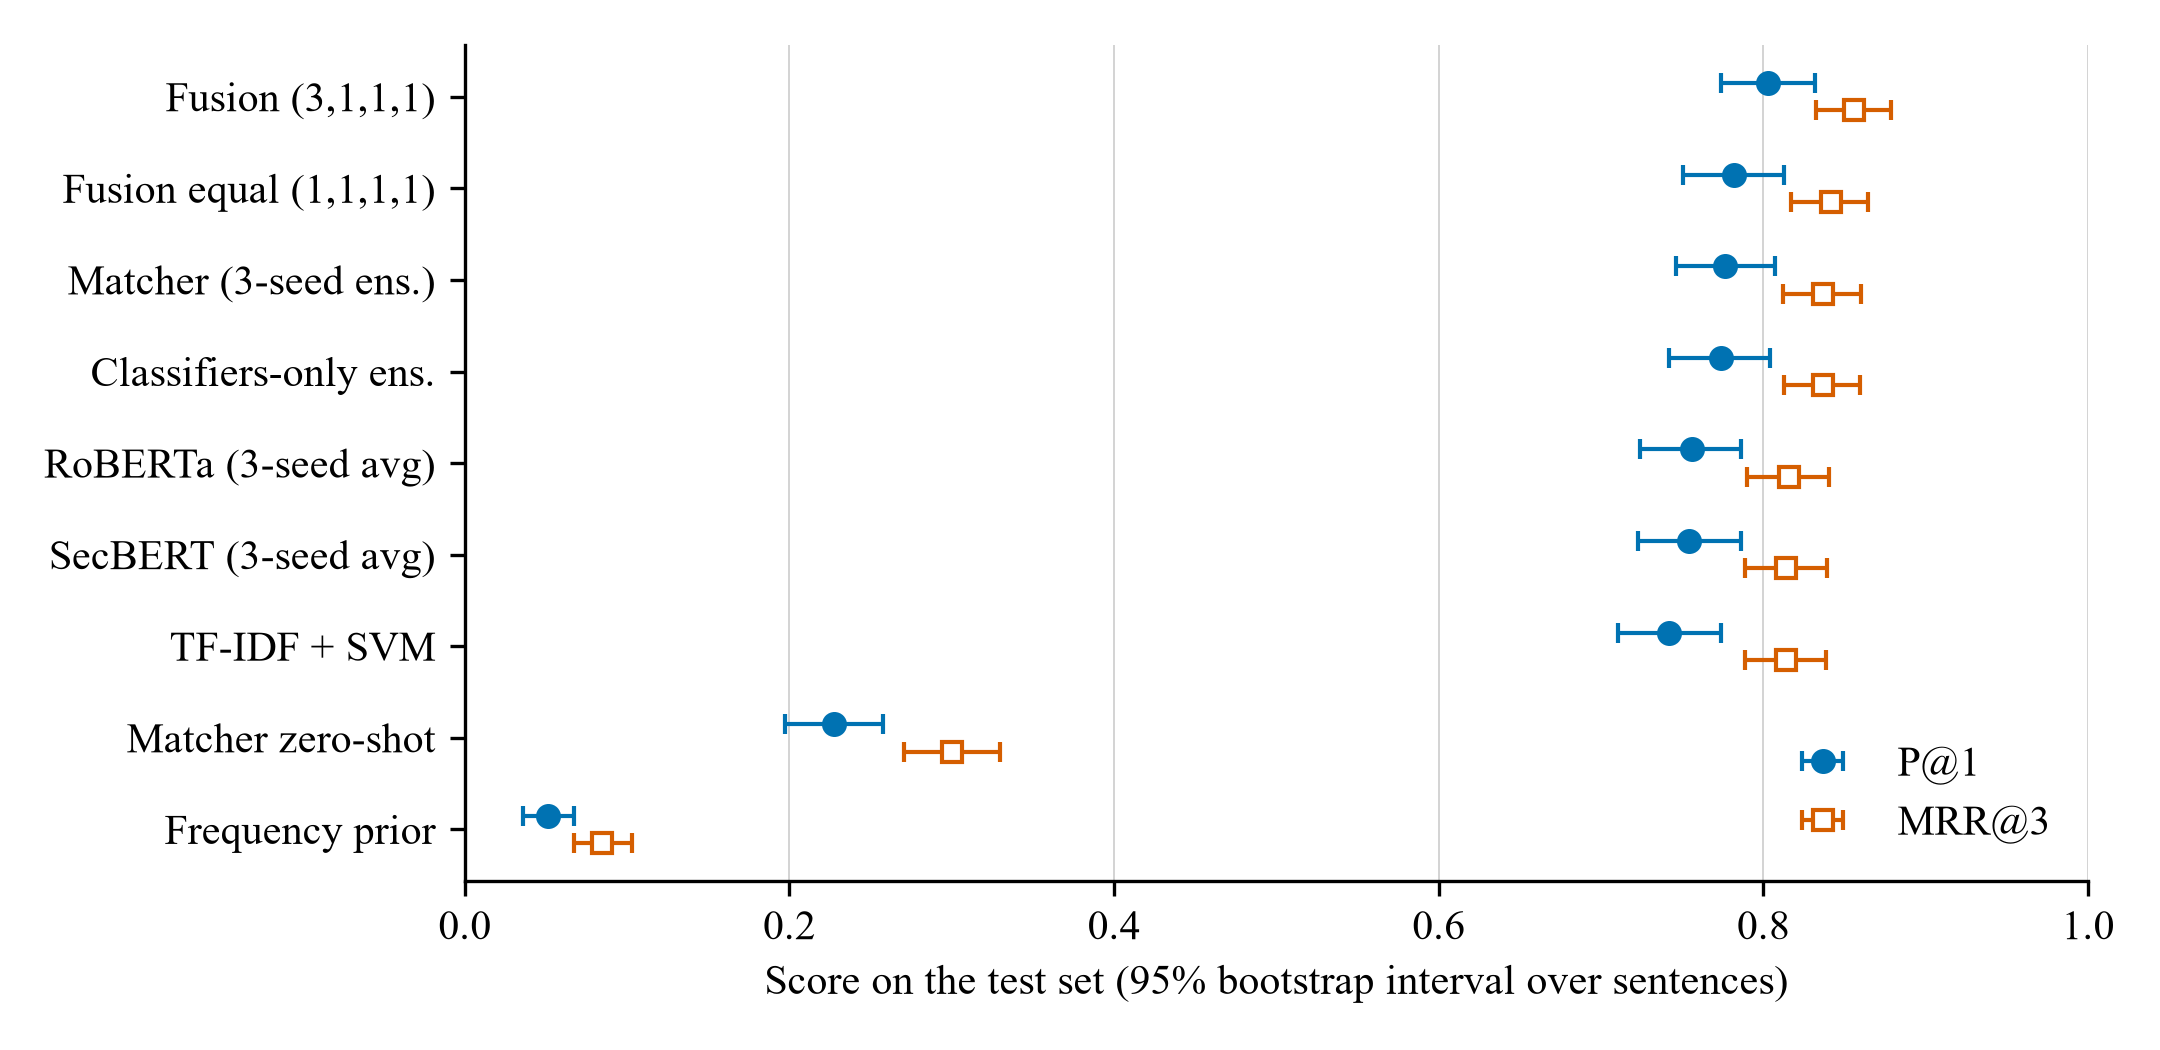 Fusion (3,1,1,1)
Fusion equal (1,1,1,1)
Matcher (3-seed ens.)
Classifiers-only ens.
RoBERTa (3-seed avg)
SecBERT (3-seed avg)
TF-IDF + SVM
Matcher zero-shot
Frequency prior
P@1
MRR@3
0.0 0.2 0.4 0.6 0.8 1.0
Score on the test set (95% bootstrap interval over sentences)